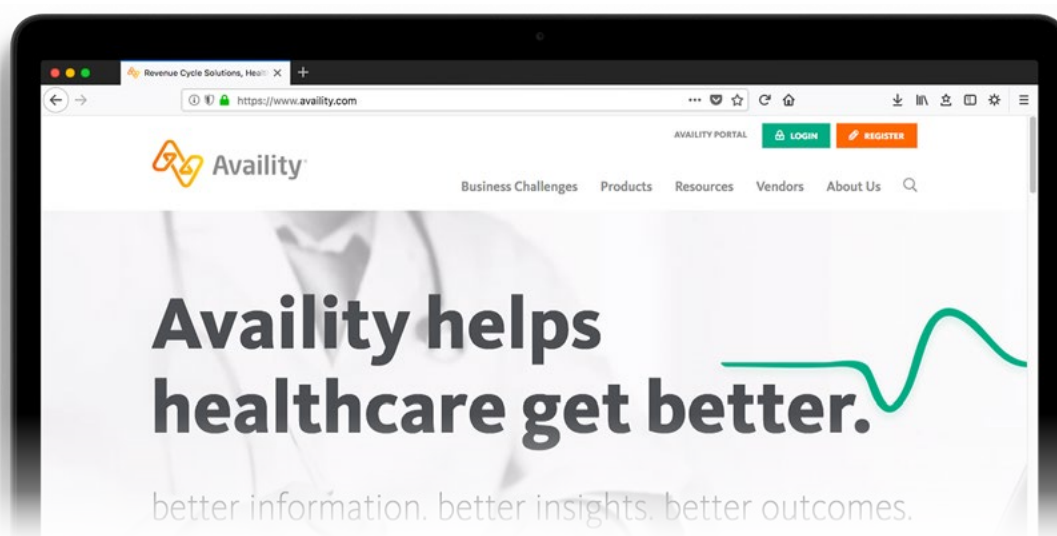 Revenue Cycle Solutions, Healt
https://www.availity.com
AVAILITY PORTAL
LOGIN
REGISTER
Availity
Business Challenges Products Resources Vendors About Us
Availity helps
healthcare get better.
better information. better insights. better outcomes.